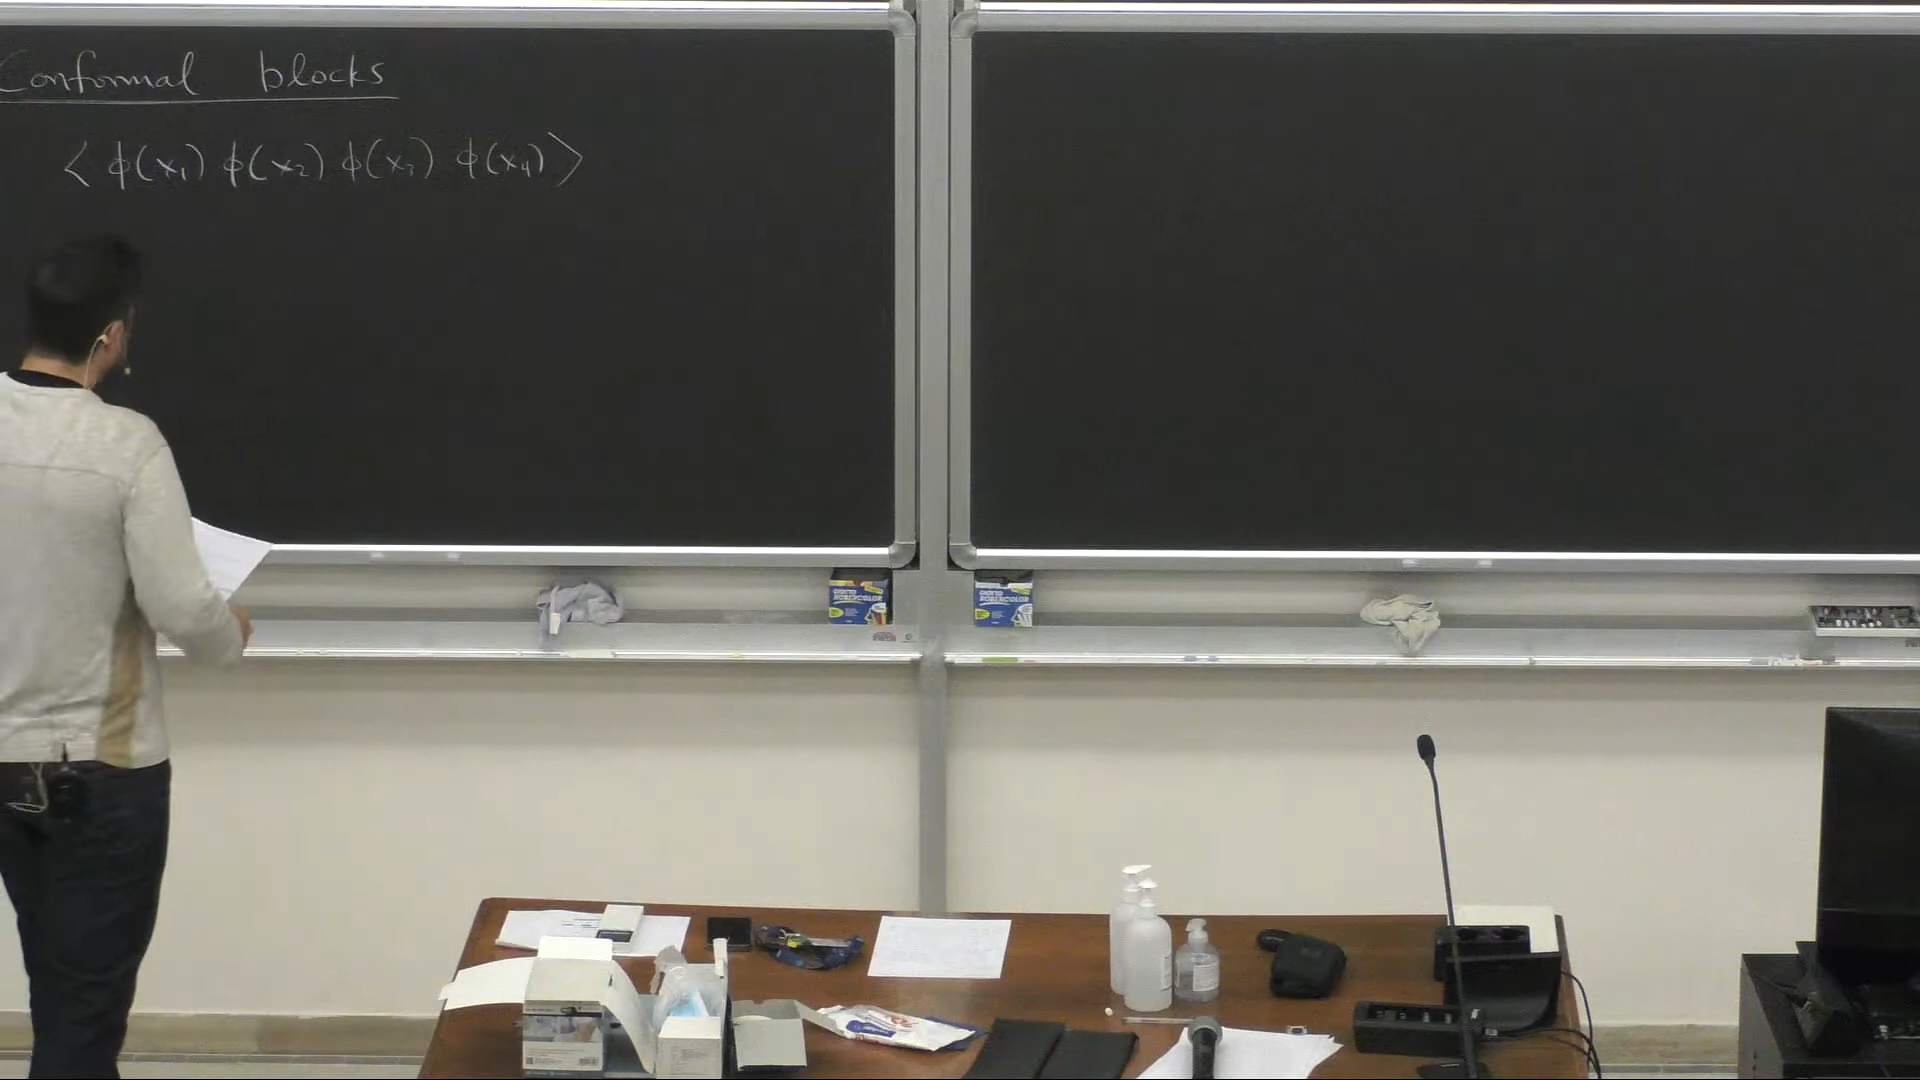 Conformal blocks
⟨ ϕ(x₁) ϕ(x₂) ϕ(x₃) ϕ(x₄) ⟩